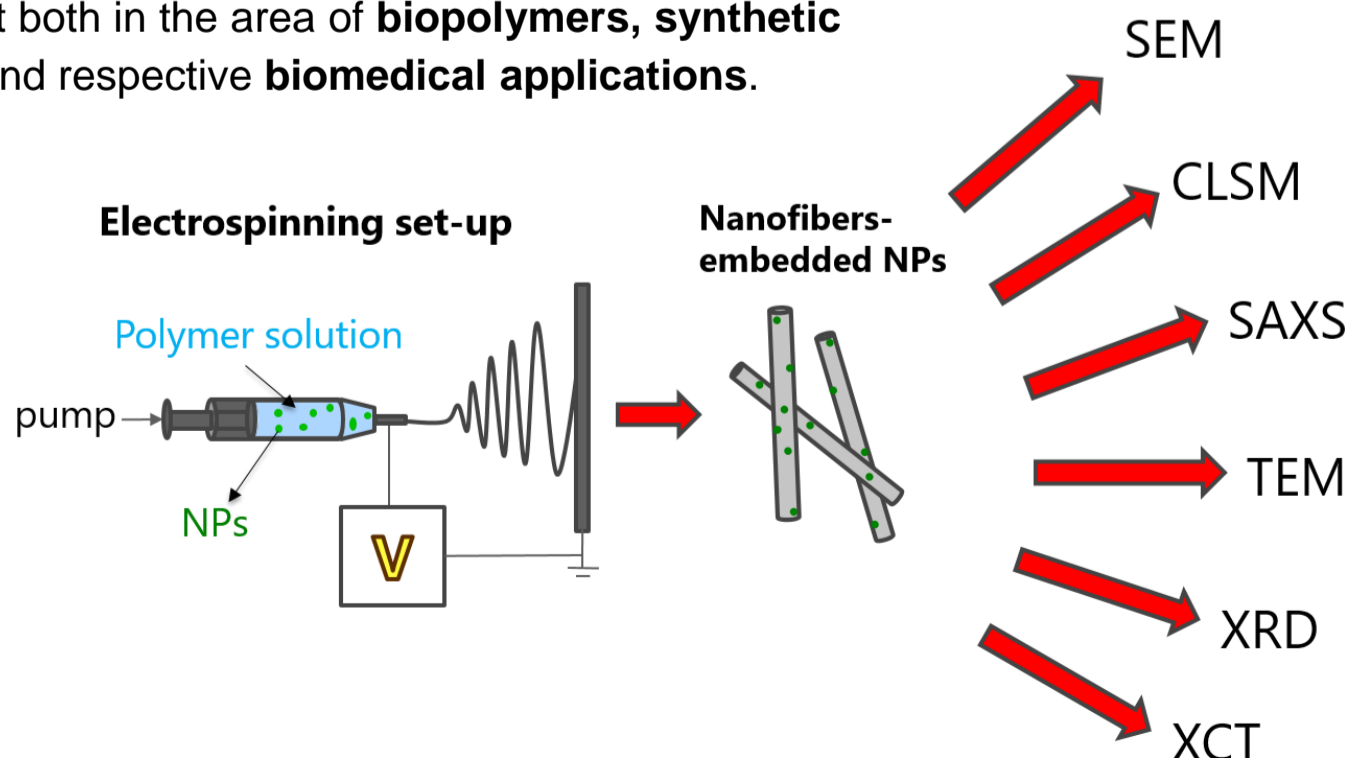 t both in the area of biopolymers, synthetic
nd respective biomedical applications.
SEM
CLSM
Electrospinning set-up
Nanofibers-
embedded NPs
Polymer solution
SAXS
pump
NPs
V
TEM
XRD
XCT